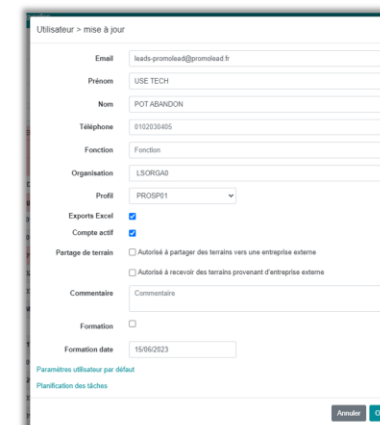 Utilisateur > mise à jour
Email leads-promolead@promolead.fr
Prénom USE TECH
Nom POT ABANDON
Téléphone 0102030405
Fonction Fonction
Organisation LSORGA0
Profil PROSP01
Exports Excel
Compte actif
Partage de terrain Autorisé à partager des terrains vers une entreprise externe
Autorisé à recevoir des terrains provenant d'entreprise externe
Commentaire Commentaire
Formation
Formation date 15/06/2023
Paramètres utilisateur par défaut
Planification des tâches
Annuler